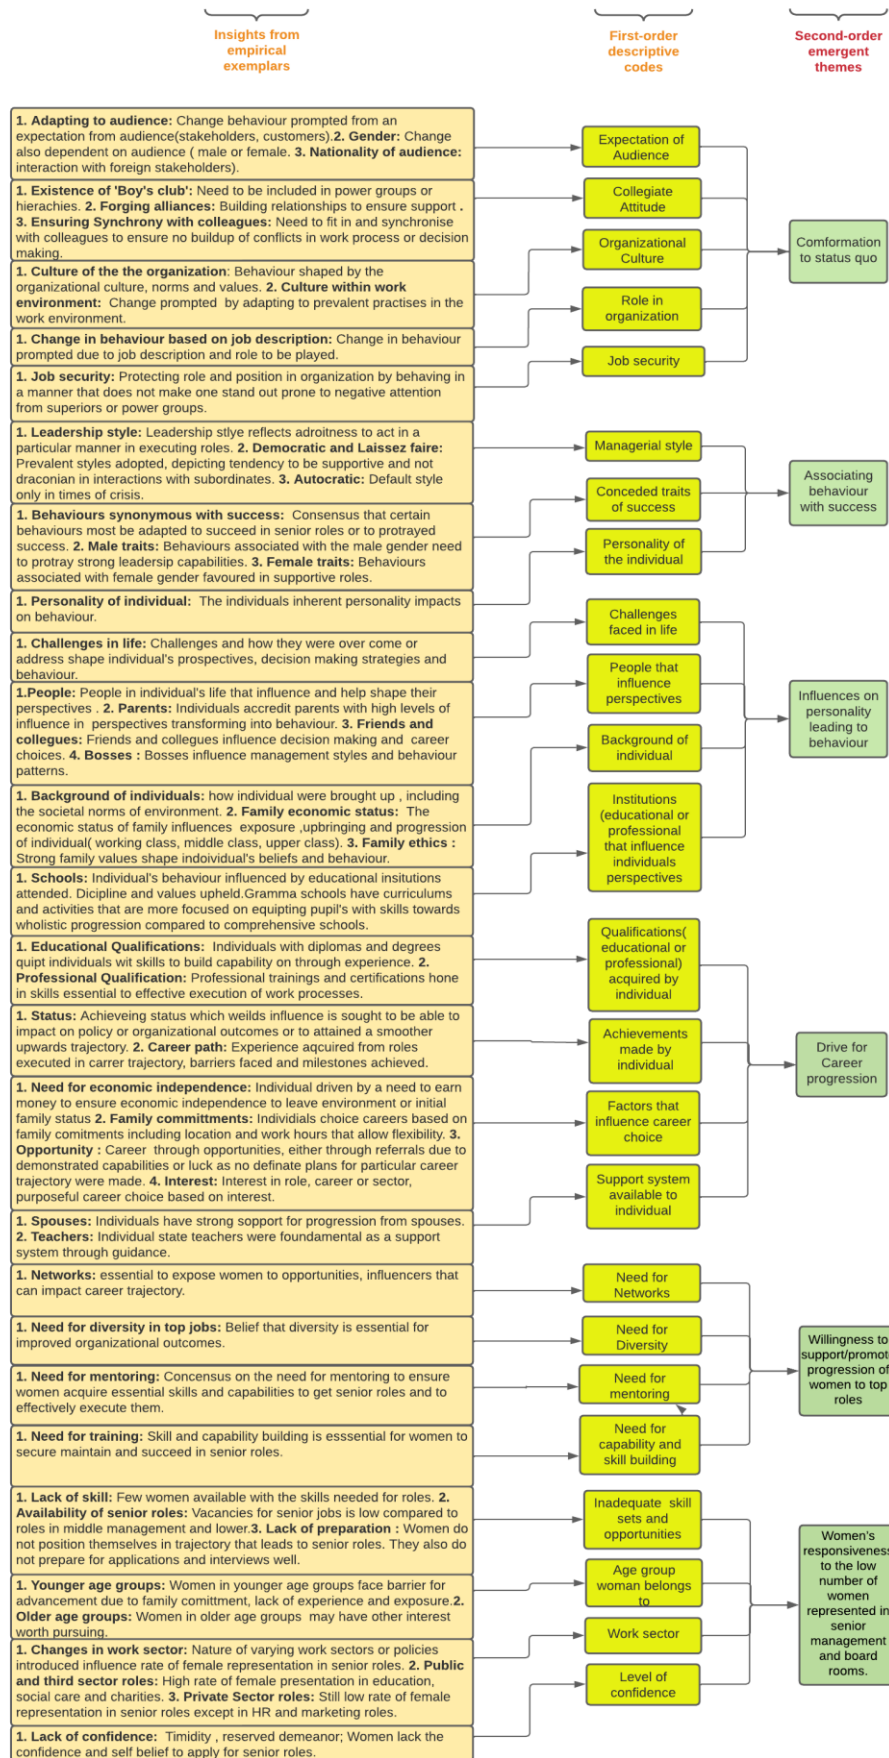 Insights from
empirical
exemplars
First-order
descriptive
codes
Second-order
emergent
themes
1. Adapting to audience: Change behaviour prompted from an
expectation from audience(stakeholders, customers).2. Gender: Change
also dependent on audience ( male or female. 3. Nationality of audience:
interaction with foreign stakeholders).
1. Existence of 'Boy's club': Need to be included in power groups or
hierachies. 2. Forging alliances: Building relationships to ensure support .
3. Ensuring Synchrony with colleagues: Need to fit in and synchronise
with colleagues to ensure no buildup of conflicts in work process or decision
making.
1. Culture of the the organization: Behaviour shaped by the
organizational culture, norms and values. 2. Culture within work
environment: Change prompted by adapting to prevalent practises in the
work environment.
1. Change in behaviour based on job description: Change in behaviour
prompted due to job description and role to be played.
1. Job security: Protecting role and position in organization by behaving in
a manner that does not make one stand out prone to negative attention
from superiors or power groups.
Expectation of
Audience
Collegiate
Attitude
Organizational
Culture
Role in
organization
Job security
Comformation
to status quo
1. Leadership style: Leadership stlye reflects adroitness to act in a
particular manner in executing roles. 2. Democratic and Laissez faire:
Prevalent styles adopted, depicting tendency to be supportive and not
draconian in interactions with subordinates. 3. Autocratic: Default style
only in times of crisis.
1. Behaviours synonymous with success: Consensus that certain
behaviours most be adapted to succeed in senior roles or to protrayed
success. 2. Male traits: Behaviours associated with the male gender need
to protray strong leadersip capabilities. 3. Female traits: Behaviours
associated with female gender favoured in supportive roles.
1. Personality of individual: The individuals inherent personality impacts
on behaviour.
Managerial style
Conceded traits
of success
Personality of
the individual
Associating
behaviour
with success
1. Challenges in life: Challenges and how they were over come or
address shape individual's prospectives, decision making strategies and
behaviour.
1.People: People in individual's life that influence and help shape their
perspectives . 2. Parents: Individuals accredit parents with high levels of
influence in perspectives transforming into behaviour. 3. Friends and
collegues: Friends and collegues influence decision making and career
choices. 4. Bosses : Bosses influence management styles and behaviour
patterns.
1. Background of individuals: how individual were brought up , including
the societal norms of environment. 2. Family economic status: The
economic status of family influences exposure ,upbringing and progression
of individual( working class, middle class, upper class). 3. Family ethics :
Strong family values shape indoividual's beliefs and behaviour.
1. Schools: Individual's behaviour influenced by educational insitutions
attended. Dicipline and values upheld.Gramma schools have curriculums
and activities that are more focused on equipting pupil's with skills towards
wholistic progression compared to comprehensive schools.
Challenges
faced in life
People that
influence
perspectives
Background of
individual
Institutions
(educational or
professional
that influence
individuals
perspectives
Influences on
personality
leading to
behaviour
1. Educational Qualifications: Individuals with diplomas and degrees
quipt individuals wit skills to build capability on through experience. 2.
Professional Qualification: Professional trainings and certifications hone
in skills essential to effective execution of work processes.
1. Status: Achieveing status which weilds influence is sought to be able to
impact on policy or organizational outcomes or to attained a smoother
upwards trajectory. 2. Career path: Experience aqcuired from roles
executed in carrer trajectory, barriers faced and milestones achieved.
1. Need for economic independence: Individual driven by a need to earn
money to ensure economic independence to leave environment or initial
family status 2. Family committments: Individials choice careers based on
family comitments including location and work hours that allow flexibility. 3.
Opportunity : Career through opportunities, either through referrals due to
demonstrated capabilities or luck as no definate plans for particular career
trajectory were made. 4. Interest: Interest in role, career or sector,
purposeful career choice based on interest.
1. Spouses: Individuals have strong sopport for progression from spouses.
2. Teachers: Individual state teachers were foundamental as a support
system through guidance.
Qualifications(
educational or
professional)
acquired by
individual
Achievements
made by
individual
Factors that
influence career
choice
Support system
available to
individual
Drive for
Career
progression
1. Networks: essential to expose women to opportunities, influencers that
can impact career trajectory.
1. Need for diversity in top jobs: Belief that diversity is essential for
improved organizational outcomes.
1. Need for mentoring: Concensus on the need for mentoring to ensure
women acquire essential skills and capabilities to get senior roles and to
effectively execute them.
1. Need for training: Skill and capability building is esssential for women to
secure maintain and succeed in senior roles.
Need for
Networks
Need for
Diversity
Need for
mentoring
Need for
capability and
skill building
Willingness to
support/promote
progression of
women to top
roles
1. Lack of skill: Few women available with the skills needed for roles. 2.
Availability of senior roles: Vacancies for senior jobs is low compared to
roles in middle management and lower.3. Lack of preparation : Women do
not position themselves in trajectory that leads to senior roles. They also do
not prepare for applications and interviews well.
1. Younger age groups: Women in younger age groups face barrier for
advancement due to family comittment, lack of experience and exposure.2.
Older age groups: Women in older age groups may have other interest
worth pursuing.
1. Changes in work sector: Nature of varying work sectors or policies
introduced influence rate of female representation in senior roles. 2. Public
and third sector roles: High rate of female presentation in education,
social care and charities. 3. Private Sector roles: Still low rate of female
representation in senior roles except in HR and marketing roles.
1. Lack of confidence: Timidity , reserved demeanor; Women lack the
confidence and self belief to apply for senior roles.
Inadequate skill
sets and
opportunities
Age group
woman belongs
to
Work sector
Level of
confidence
Women's
responsiveness
to the low
number of
women
represented in
senior
management
and board
rooms.